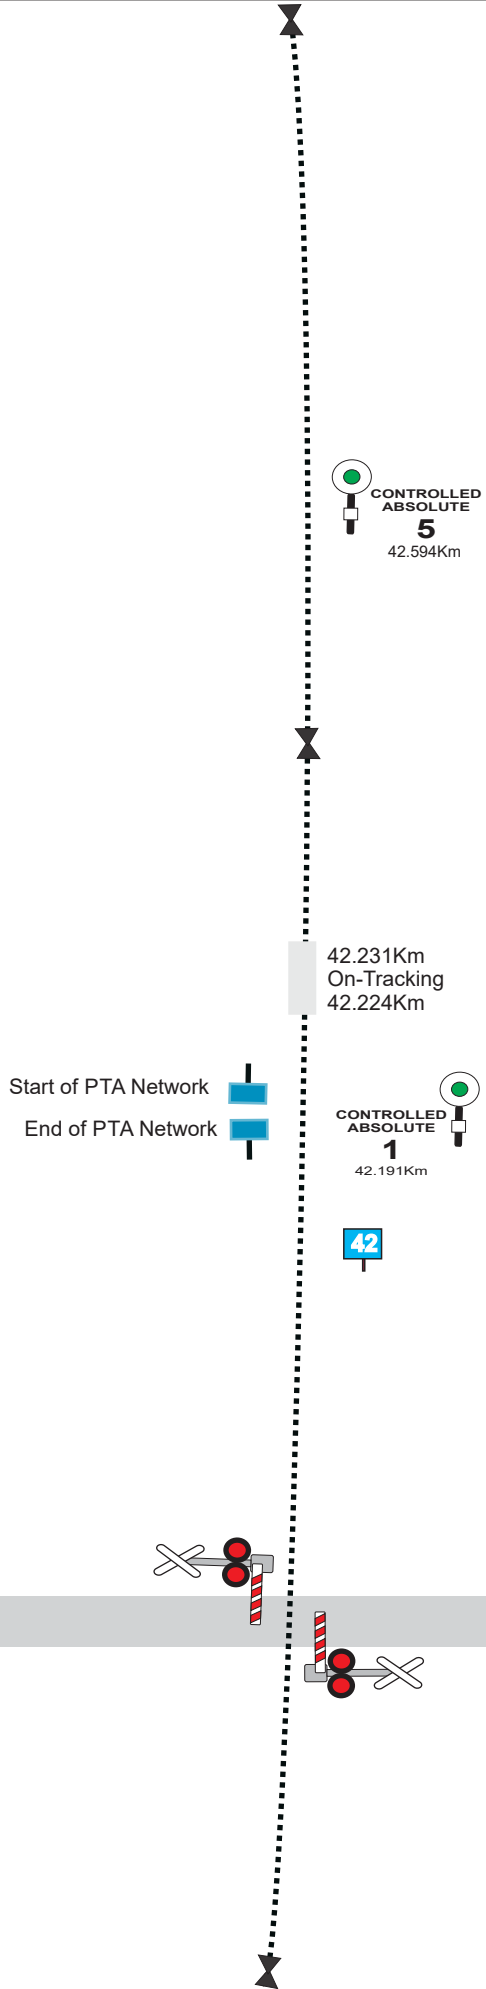 CONTROLLED
ABSOLUTE
5
42.594Km
42.231Km
On-Tracking
42.224Km
Start of PTA Network
End of PTA Network
CONTROLLED
ABSOLUTE
1
42.191Km
42